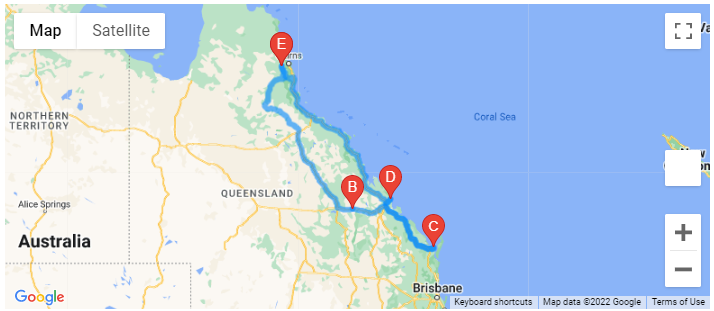 Map Satellite
E
rns
NORTHERN
TERRITORY
Coral Sea
D
B
QUEENSLAND
Alice Springs
C
Australia
Brisbane
Google
Keyboard shortcuts Map data ©2022 Google Terms of Use